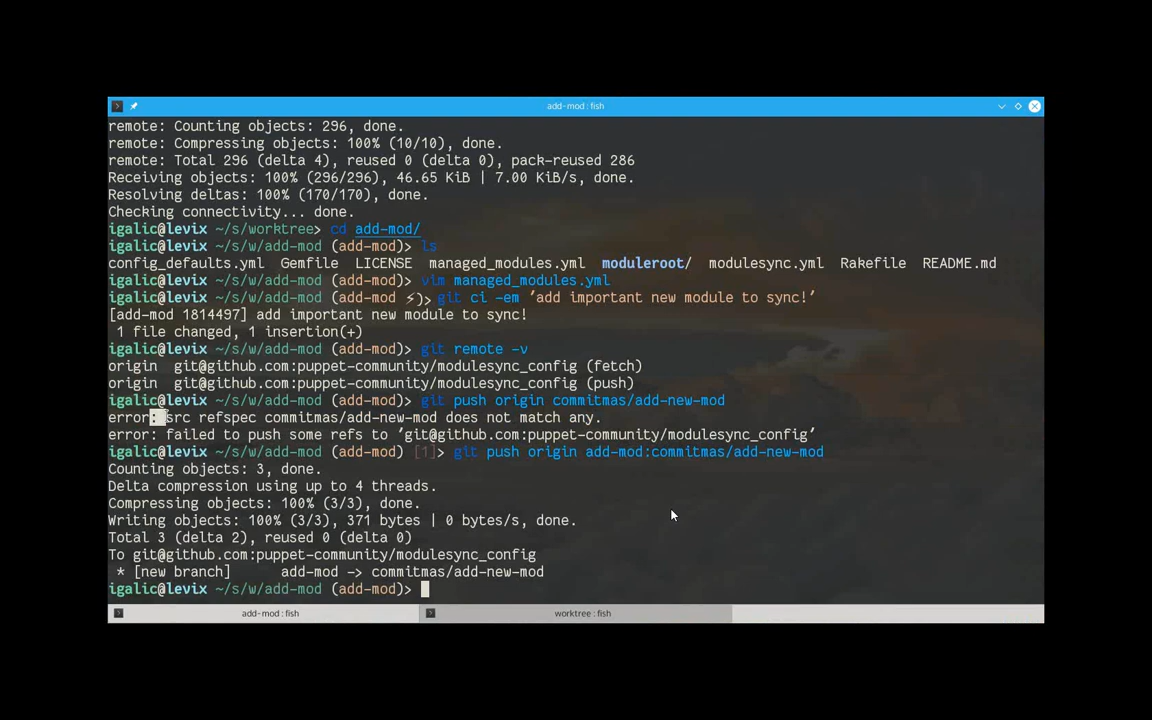 add-mod : fish
remote: Counting objects: 296, done.
remote: Compressing objects: 100% (10/10), done.
remote: Total 296 (delta 4), reused 0 (delta 0), pack-reused 286
Receiving objects: 100% (296/296), 46.65 KiB | 7.00 KiB/s, done.
Resolving deltas: 100% (170/170), done.
Checking connectivity... done.
igalic@levix ~/s/worktree> cd add-mod/
igalic@levix ~/s/w/add-mod (add-mod)> ls
config_defaults.yml  Gemfile  LICENSE  managed_modules.yml  moduleroot/  modulesync.yml  Rakefile  README.md
igalic@levix ~/s/w/add-mod (add-mod)> vim managed_modules.yml
igalic@levix ~/s/w/add-mod (add-mod ⚡)> git ci -em 'add important new module to sync!'
[add-mod 1814497] add important new module to sync!
 1 file changed, 1 insertion(+)
igalic@levix ~/s/w/add-mod (add-mod)> git remote -v
origin  git@github.com:puppet-community/modulesync_config (fetch)
origin  git@github.com:puppet-community/modulesync_config (push)
igalic@levix ~/s/w/add-mod (add-mod)> git push origin commitmas/add-new-mod
error: src refspec commitmas/add-new-mod does not match any.
error: failed to push some refs to 'git@github.com:puppet-community/modulesync_config'
igalic@levix ~/s/w/add-mod (add-mod) [1]> git push origin add-mod:commitmas/add-new-mod
Counting objects: 3, done.
Delta compression using up to 4 threads.
Compressing objects: 100% (3/3), done.
Writing objects: 100% (3/3), 371 bytes | 0 bytes/s, done.
Total 3 (delta 2), reused 0 (delta 0)
To git@github.com:puppet-community/modulesync_config
 * [new branch]      add-mod -> commitmas/add-new-mod
igalic@levix ~/s/w/add-mod (add-mod)>
add-mod : fish  worktree : fish